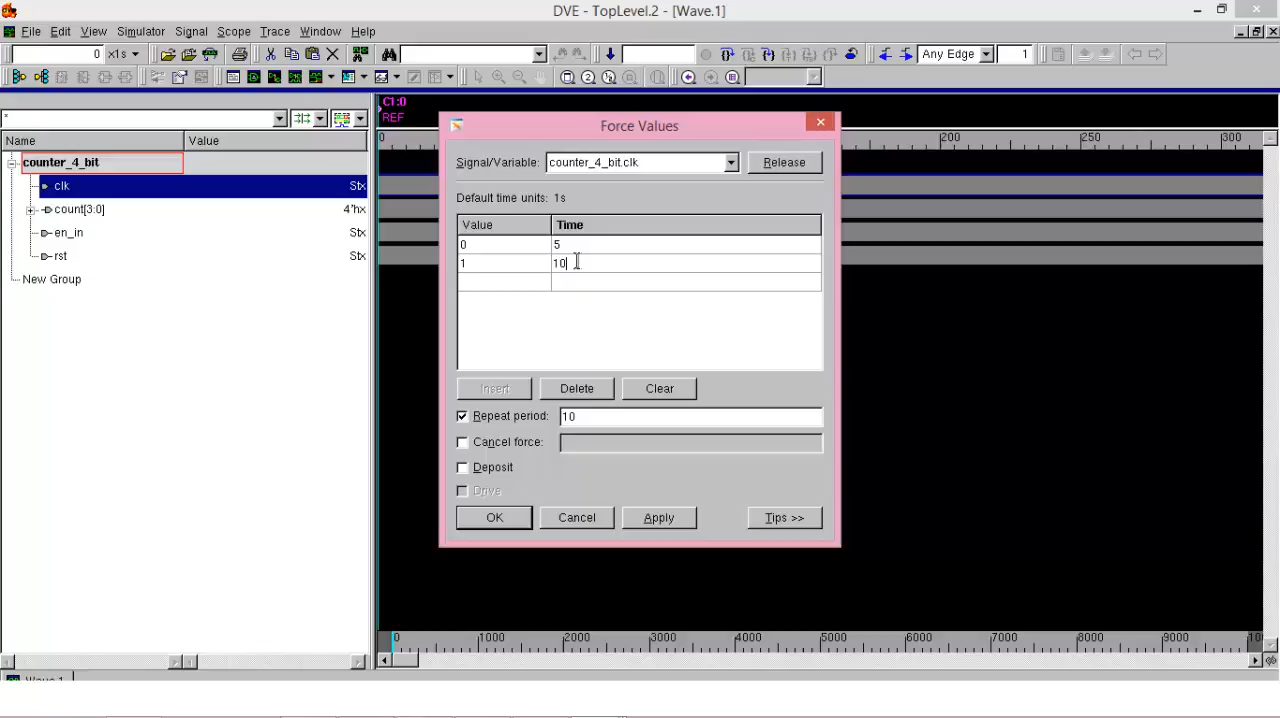 DVE - TopLevel.2 - [Wave.1]
File Edit View Simulator Signal Scope Trace Window Help
0 x1s Any Edge 1
C1:0
REF
*
Name Value
0 200 250 300
counter_4_bit
clk Stx
count[3:0] 4'hx
en_in Stx
rst Stx
New Group
Force Values
Signal/Variable: counter_4_bit.clk Release
Default time units: 1s
Value Time
0 5
1 10
Insert Delete Clear
Repeat period: 10
Cancel force:
Deposit
Drive
OK Cancel Apply Tips >>
0 1000 2000 3000 4000 5000 6000 7000 8000 9000
Wave.1